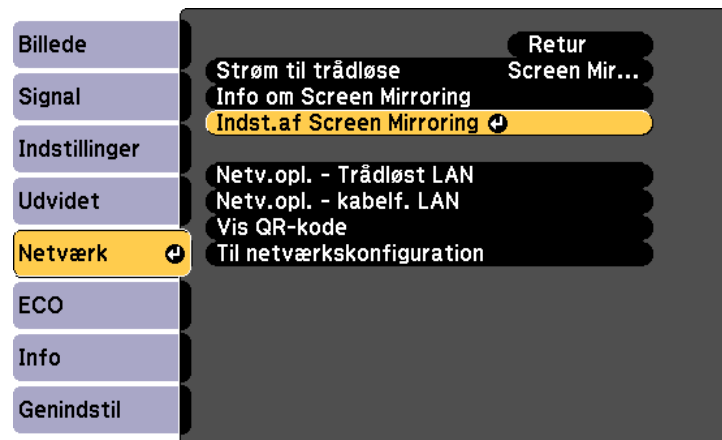 Billede
Signal
Indstillinger
Udvidet
Netværk
ECO
Info
Genindstil
Retur
Strøm til trådløse Screen Mir...
Info om Screen Mirroring
Indst.af Screen Mirroring
Netv.opl. - Trådløst LAN
Netv.opl. - kabelf. LAN
Vis QR-kode
Til netværkskonfiguration